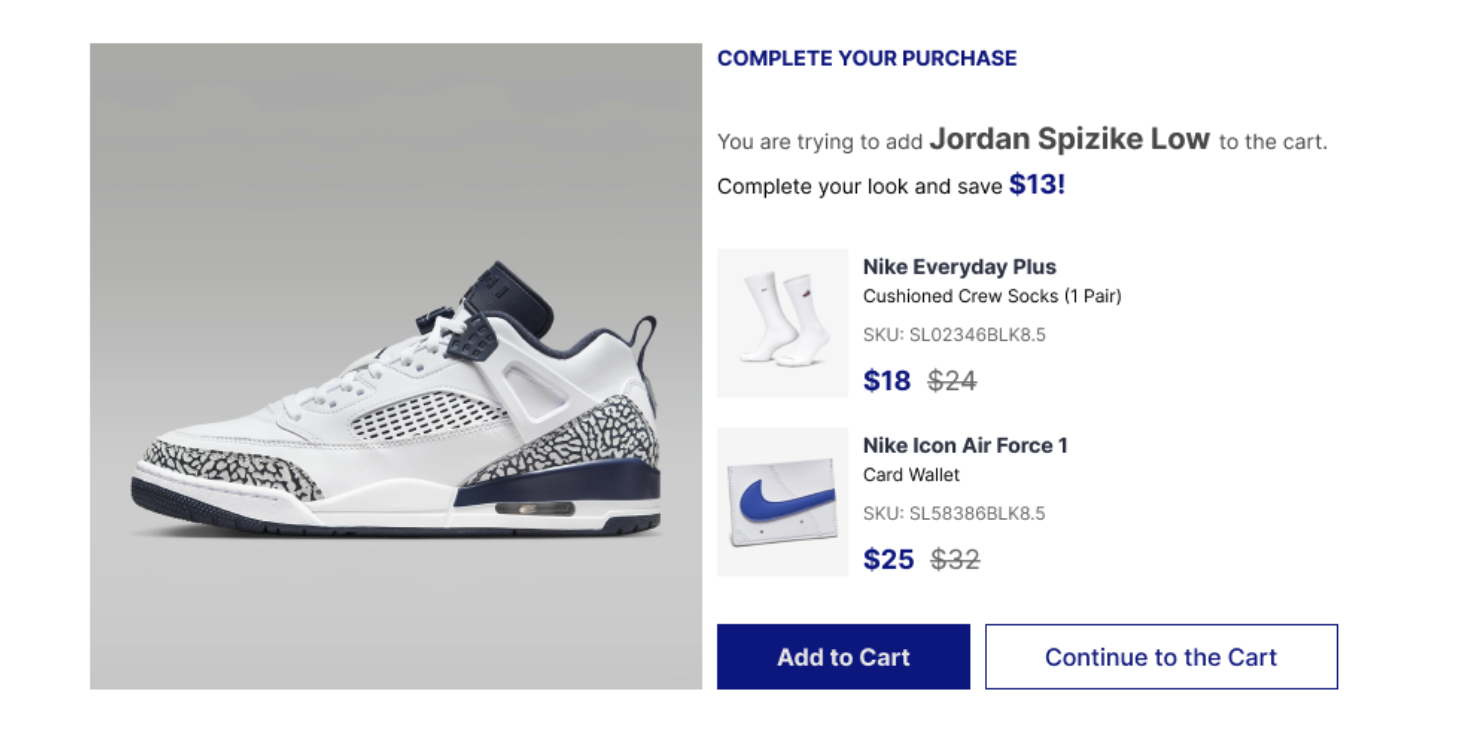 COMPLETE YOUR PURCHASE
You are trying to add Jordan Spizike Low to the cart.
Complete your look and save $13!
Nike Everyday Plus
Cushioned Crew Socks (1 Pair)
SKU: SL02346BLK8.5
$18 $24
Nike Icon Air Force 1
Card Wallet
SKU: SL58386BLK8.5
$25 $32
Add to Cart
Continue to the Cart